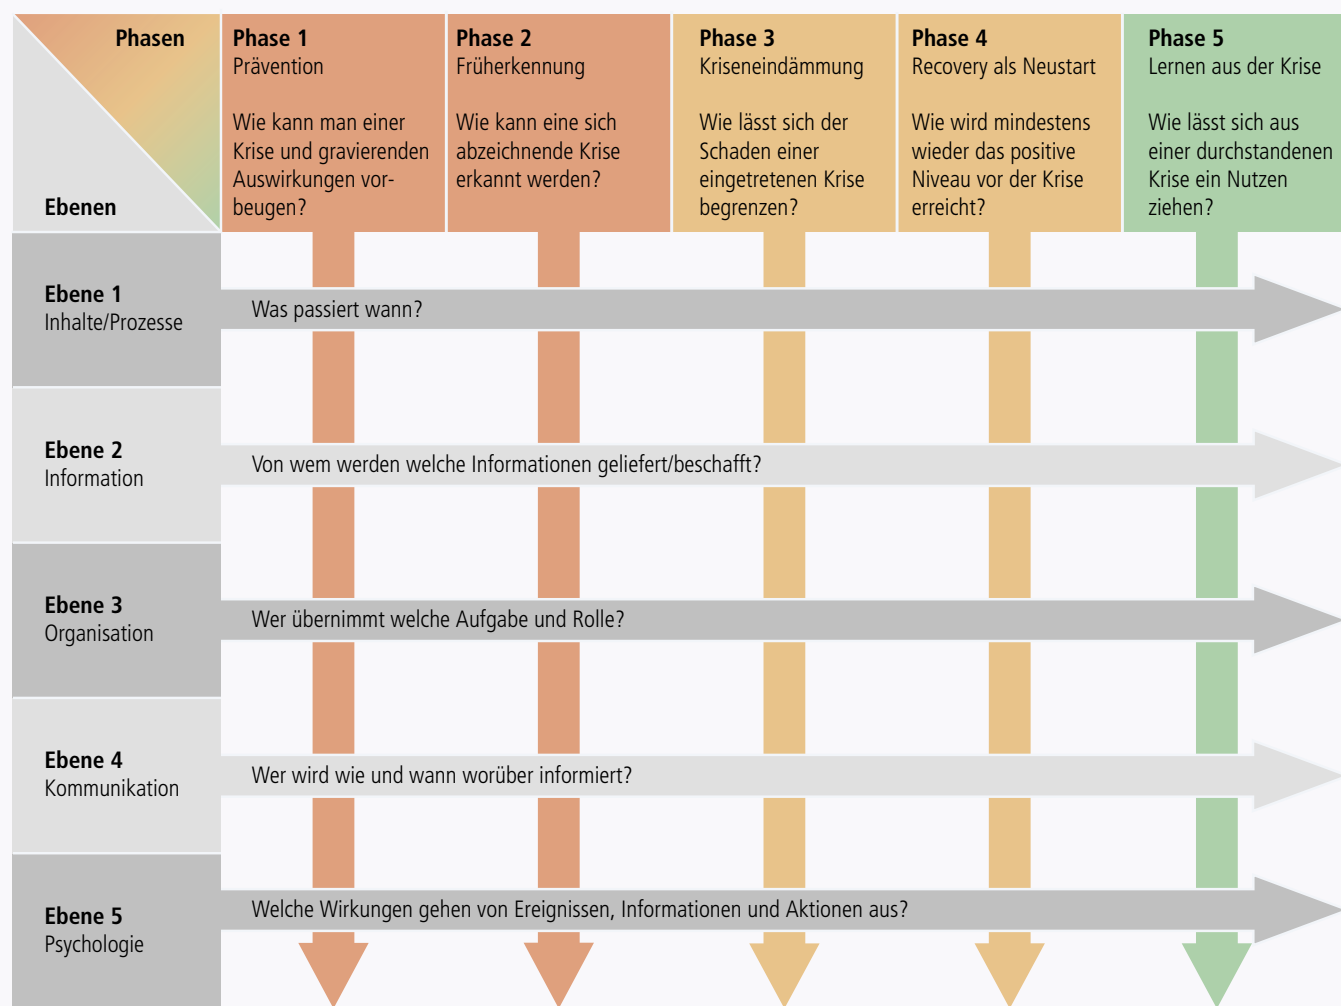 Phasen
Ebenen
Phase 1
Prävention
Wie kann man einer
Krise und gravierenden
Auswirkungen vor-
beugen?
Phase 2
Früherkennung
Wie kann eine sich
abzeichnende Krise
erkannt werden?
Phase 3
Kriseneindämmung
Wie lässt sich der
Schaden einer
eingetretenen Krise
begrenzen?
Phase 4
Recovery als Neustart
Wie wird mindestens
wieder das positive
Niveau vor der Krise
erreicht?
Phase 5
Lernen aus der Krise
Wie lässt sich aus
einer durchstandenen
Krise ein Nutzen
ziehen?
Ebene 1
Inhalte/Prozesse
Was passiert wann?
Ebene 2
Information
Von wem werden welche Informationen geliefert/beschafft?
Ebene 3
Organisation
Wer übernimmt welche Aufgabe und Rolle?
Ebene 4
Kommunikation
Wer wird wie und wann worüber informiert?
Ebene 5
Psychologie
Welche Wirkungen gehen von Ereignissen, Informationen und Aktionen aus?